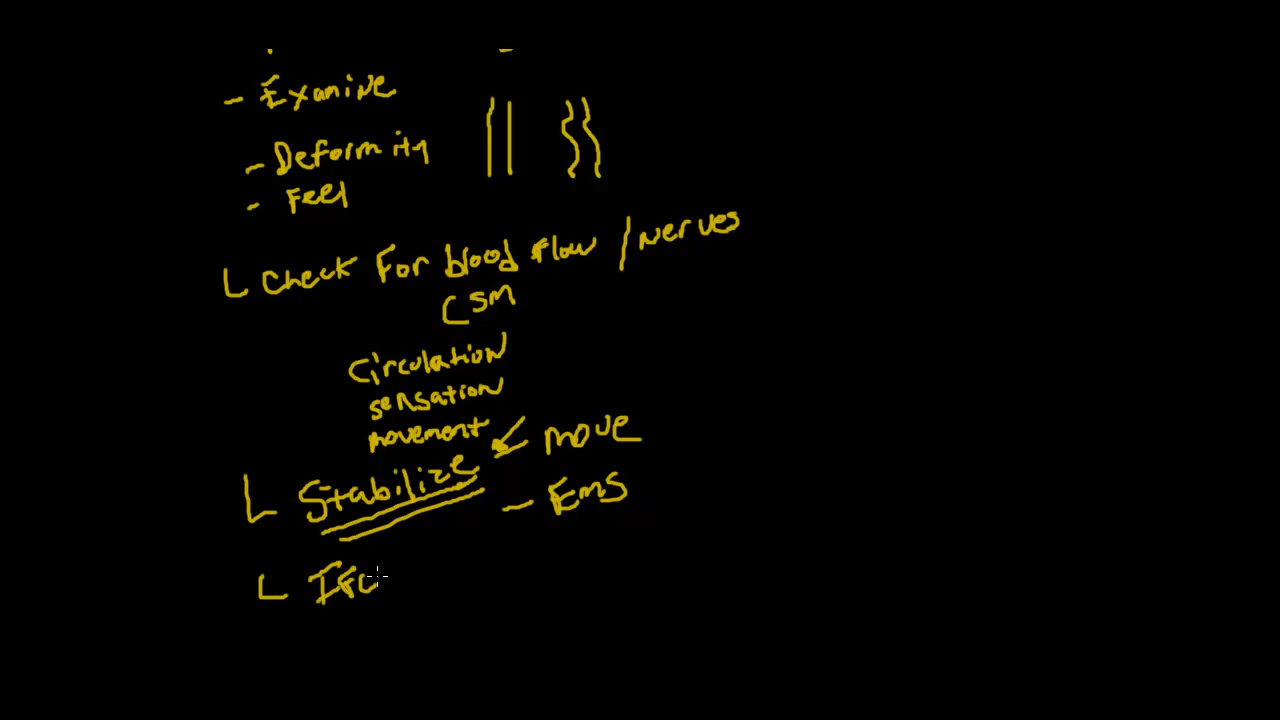 - Examine
- Deformity
- Feel
Check For blood flow / nerves
CSM
Circulation
sensation
movement
Stabilize move
- EMS